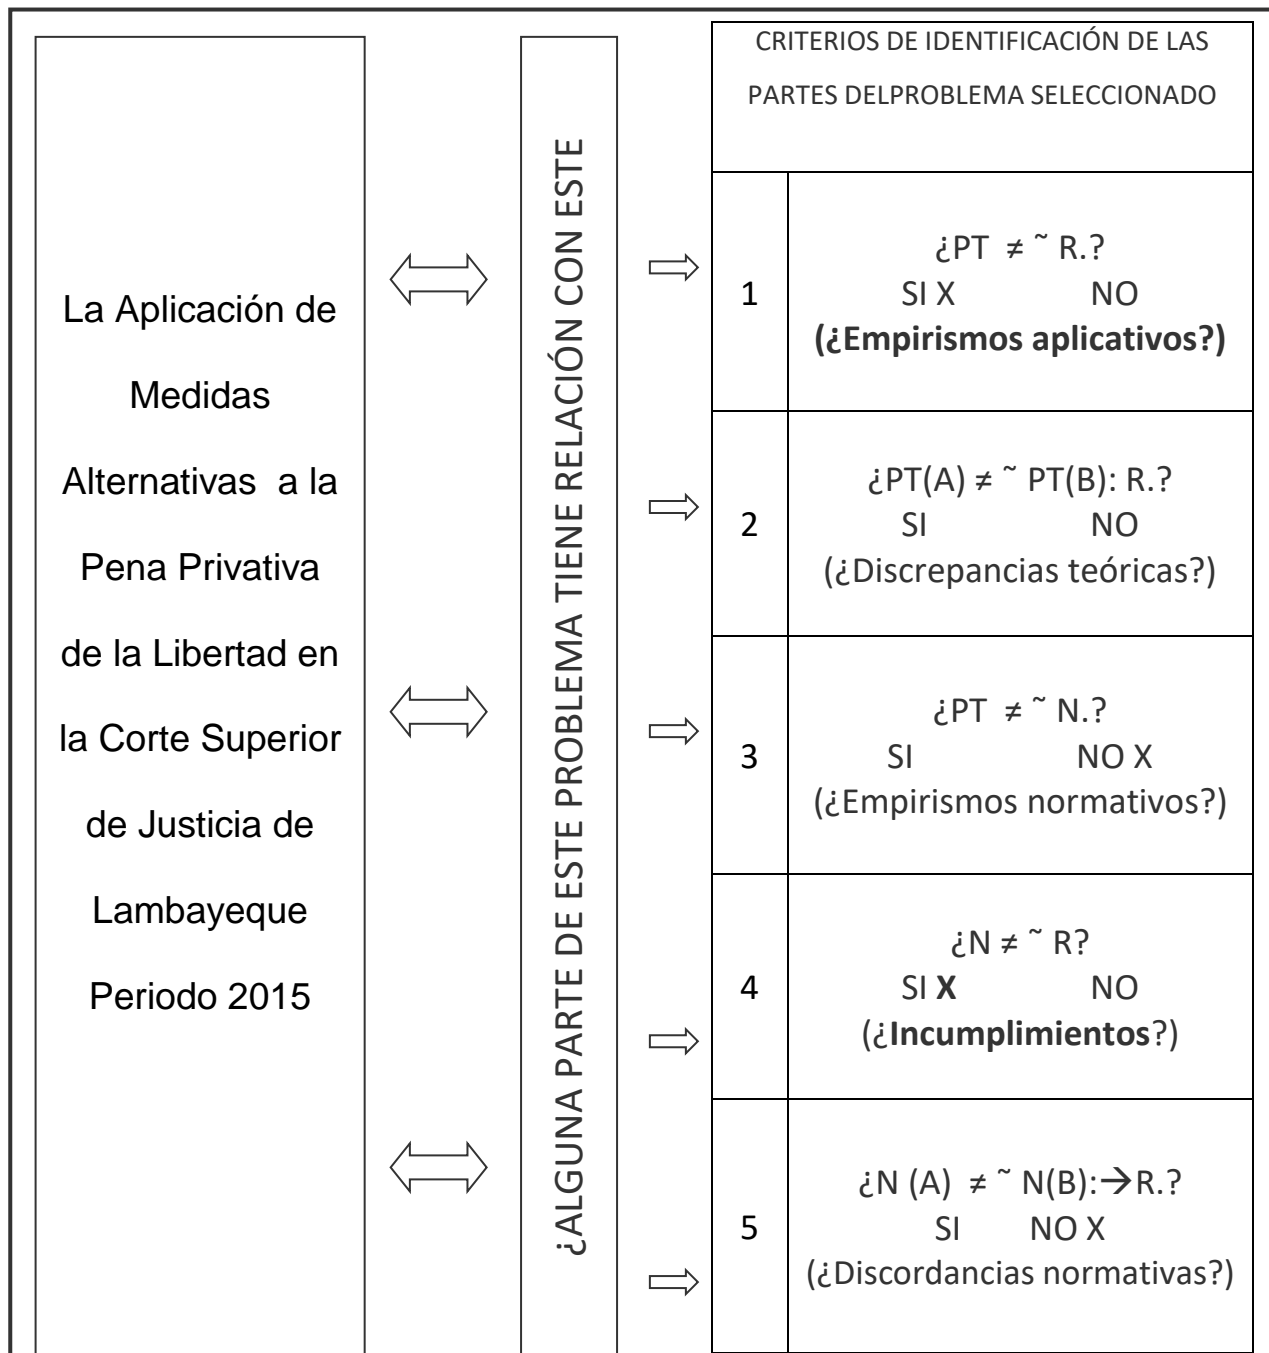 La Aplicación de
Medidas
Alternativas a la
Pena Privativa
de la Libertad en
la Corte Superior
de Justicia de
Lambayeque
Periodo 2015
¿ALGUNA PARTE DE ESTE PROBLEMA TIENE RELACIÓN CON ESTE
CRITERIOS DE IDENTIFICACIÓN DE LAS
PARTES DELPROBLEMA SELECCIONADO
1
¿PT ≠ ˜ R.?
SI X NO
(¿Empirismos aplicativos?)
2
¿PT(A) ≠ ˜ PT(B): R.?
SI NO
(¿Discrepancias teóricas?)
3
¿PT ≠ ˜ N.?
SI NO X
(¿Empirismos normativos?)
4
¿N ≠ ˜ R?
SI X NO
(¿Incumplimientos?)
5
¿N (A) ≠ ˜ N(B):→R.?
SI NO X
(¿Discordancias normativas?)